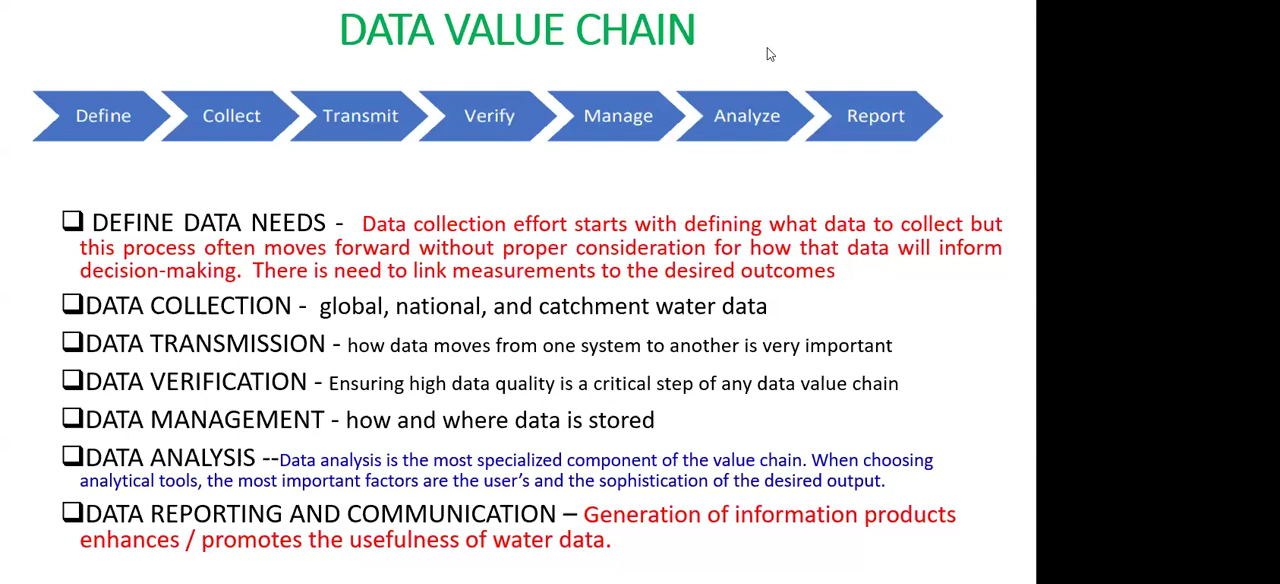 DATA VALUE CHAIN
Define Collect Transmit Verify Manage Analyze Report
DEFINE DATA NEEDS - Data collection effort starts with defining what data to collect but
this process often moves forward without proper consideration for how that data will inform
decision-making. There is need to link measurements to the desired outcomes
DATA COLLECTION - global, national, and catchment water data
DATA TRANSMISSION - how data moves from one system to another is very important
DATA VERIFICATION - Ensuring high data quality is a critical step of any data value chain
DATA MANAGEMENT - how and where data is stored
DATA ANALYSIS --Data analysis is the most specialized component of the value chain. When choosing
analytical tools, the most important factors are the user's and the sophistication of the desired output.
DATA REPORTING AND COMMUNICATION – Generation of information products
enhances / promotes the usefulness of water data.